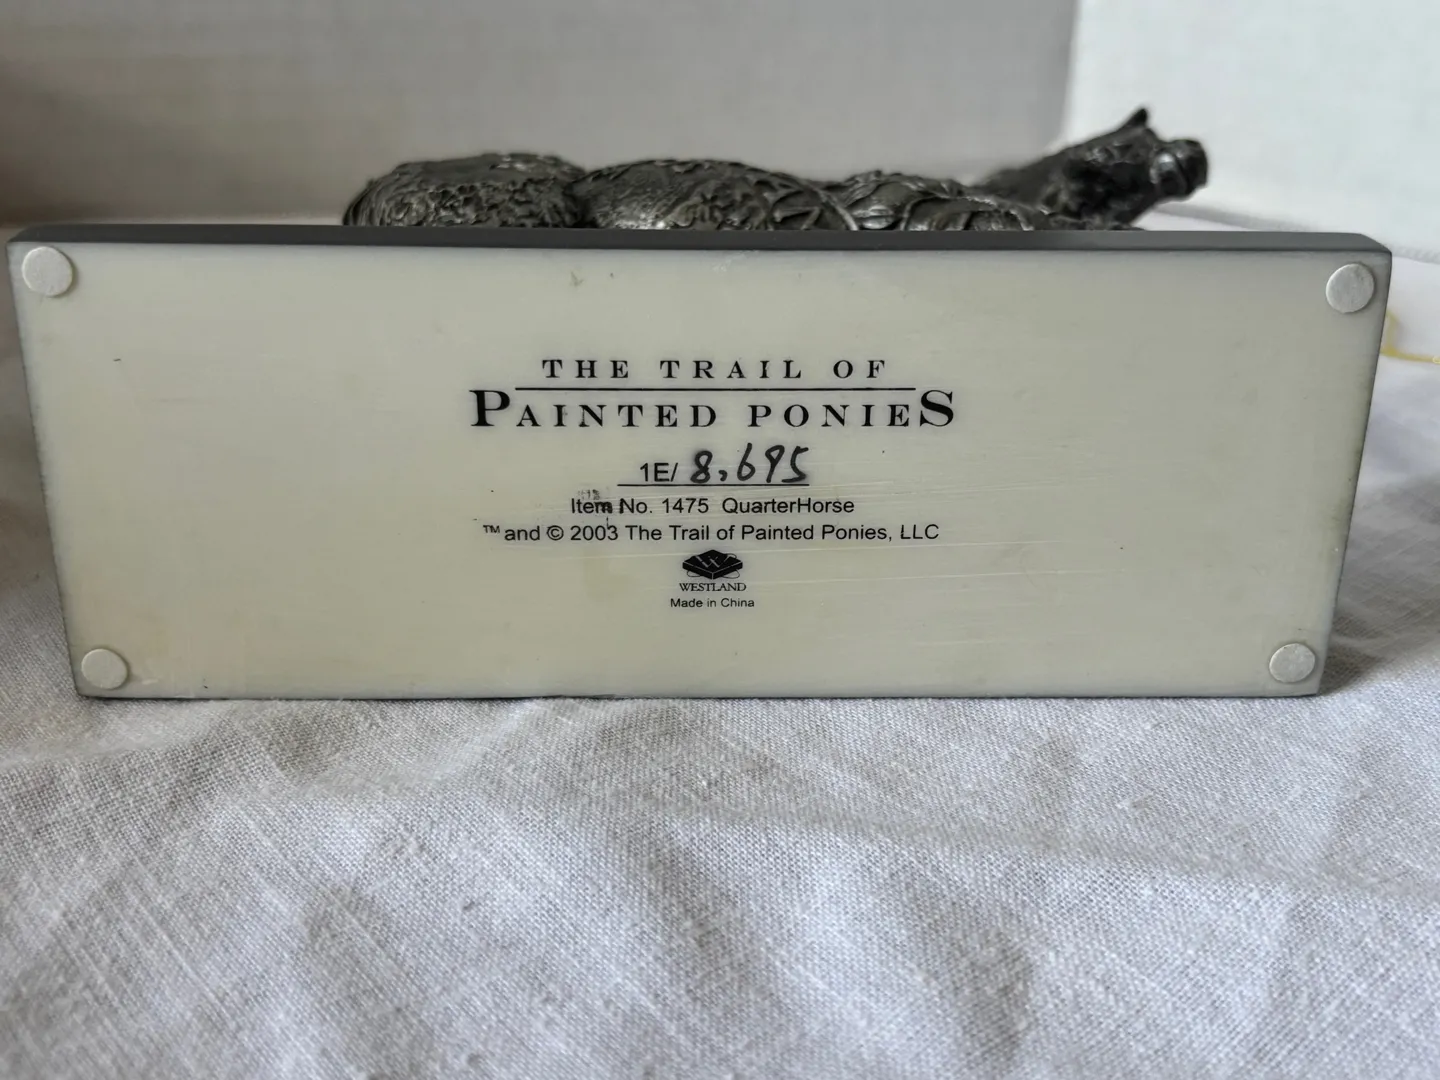 THE TRAIL OF
PAINTED PONIES
1E/ 8,695
Item No. 1475 QuarterHorse
™ and © 2003 The Trail of Painted Ponies, LLC
WESTLAND
Made in China